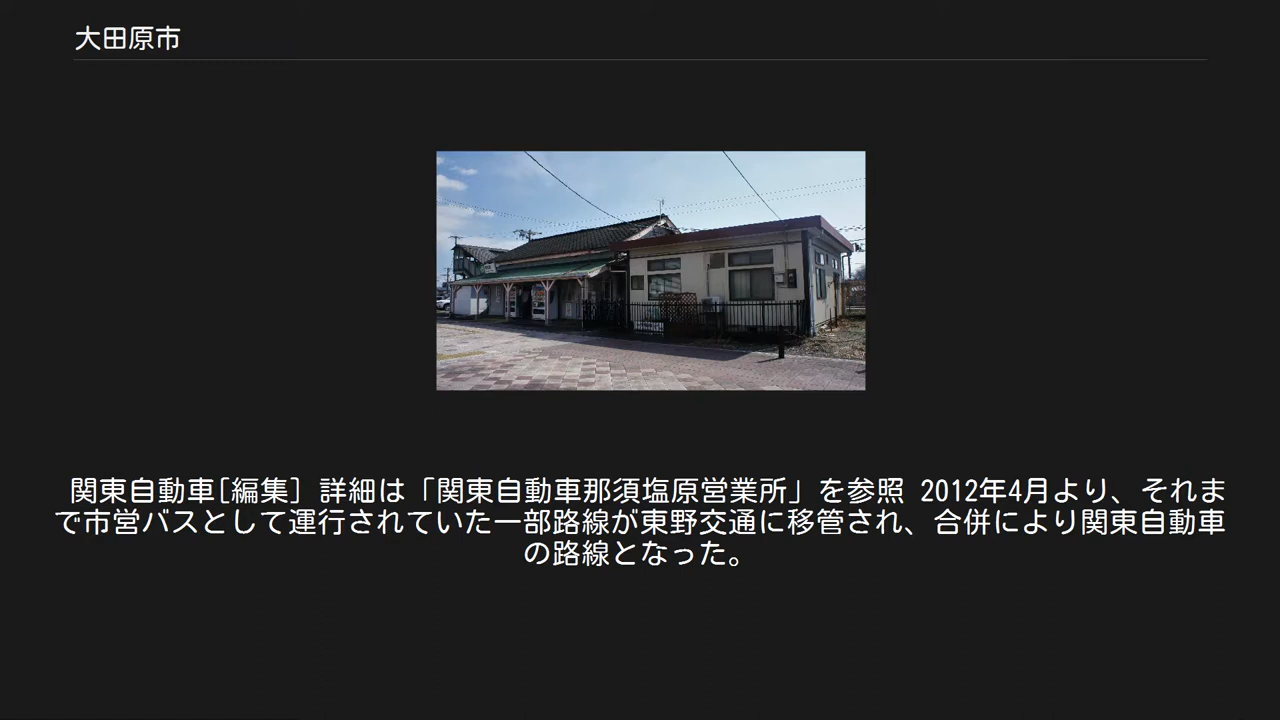 大田原市
関東自動車[編集] 詳細は「関東自動車那須塩原営業所」を参照 2012年4月より、それま
で市営バスとして運行されていた一部路線が東野交通に移管され、合併により関東自動車
の路線となった。